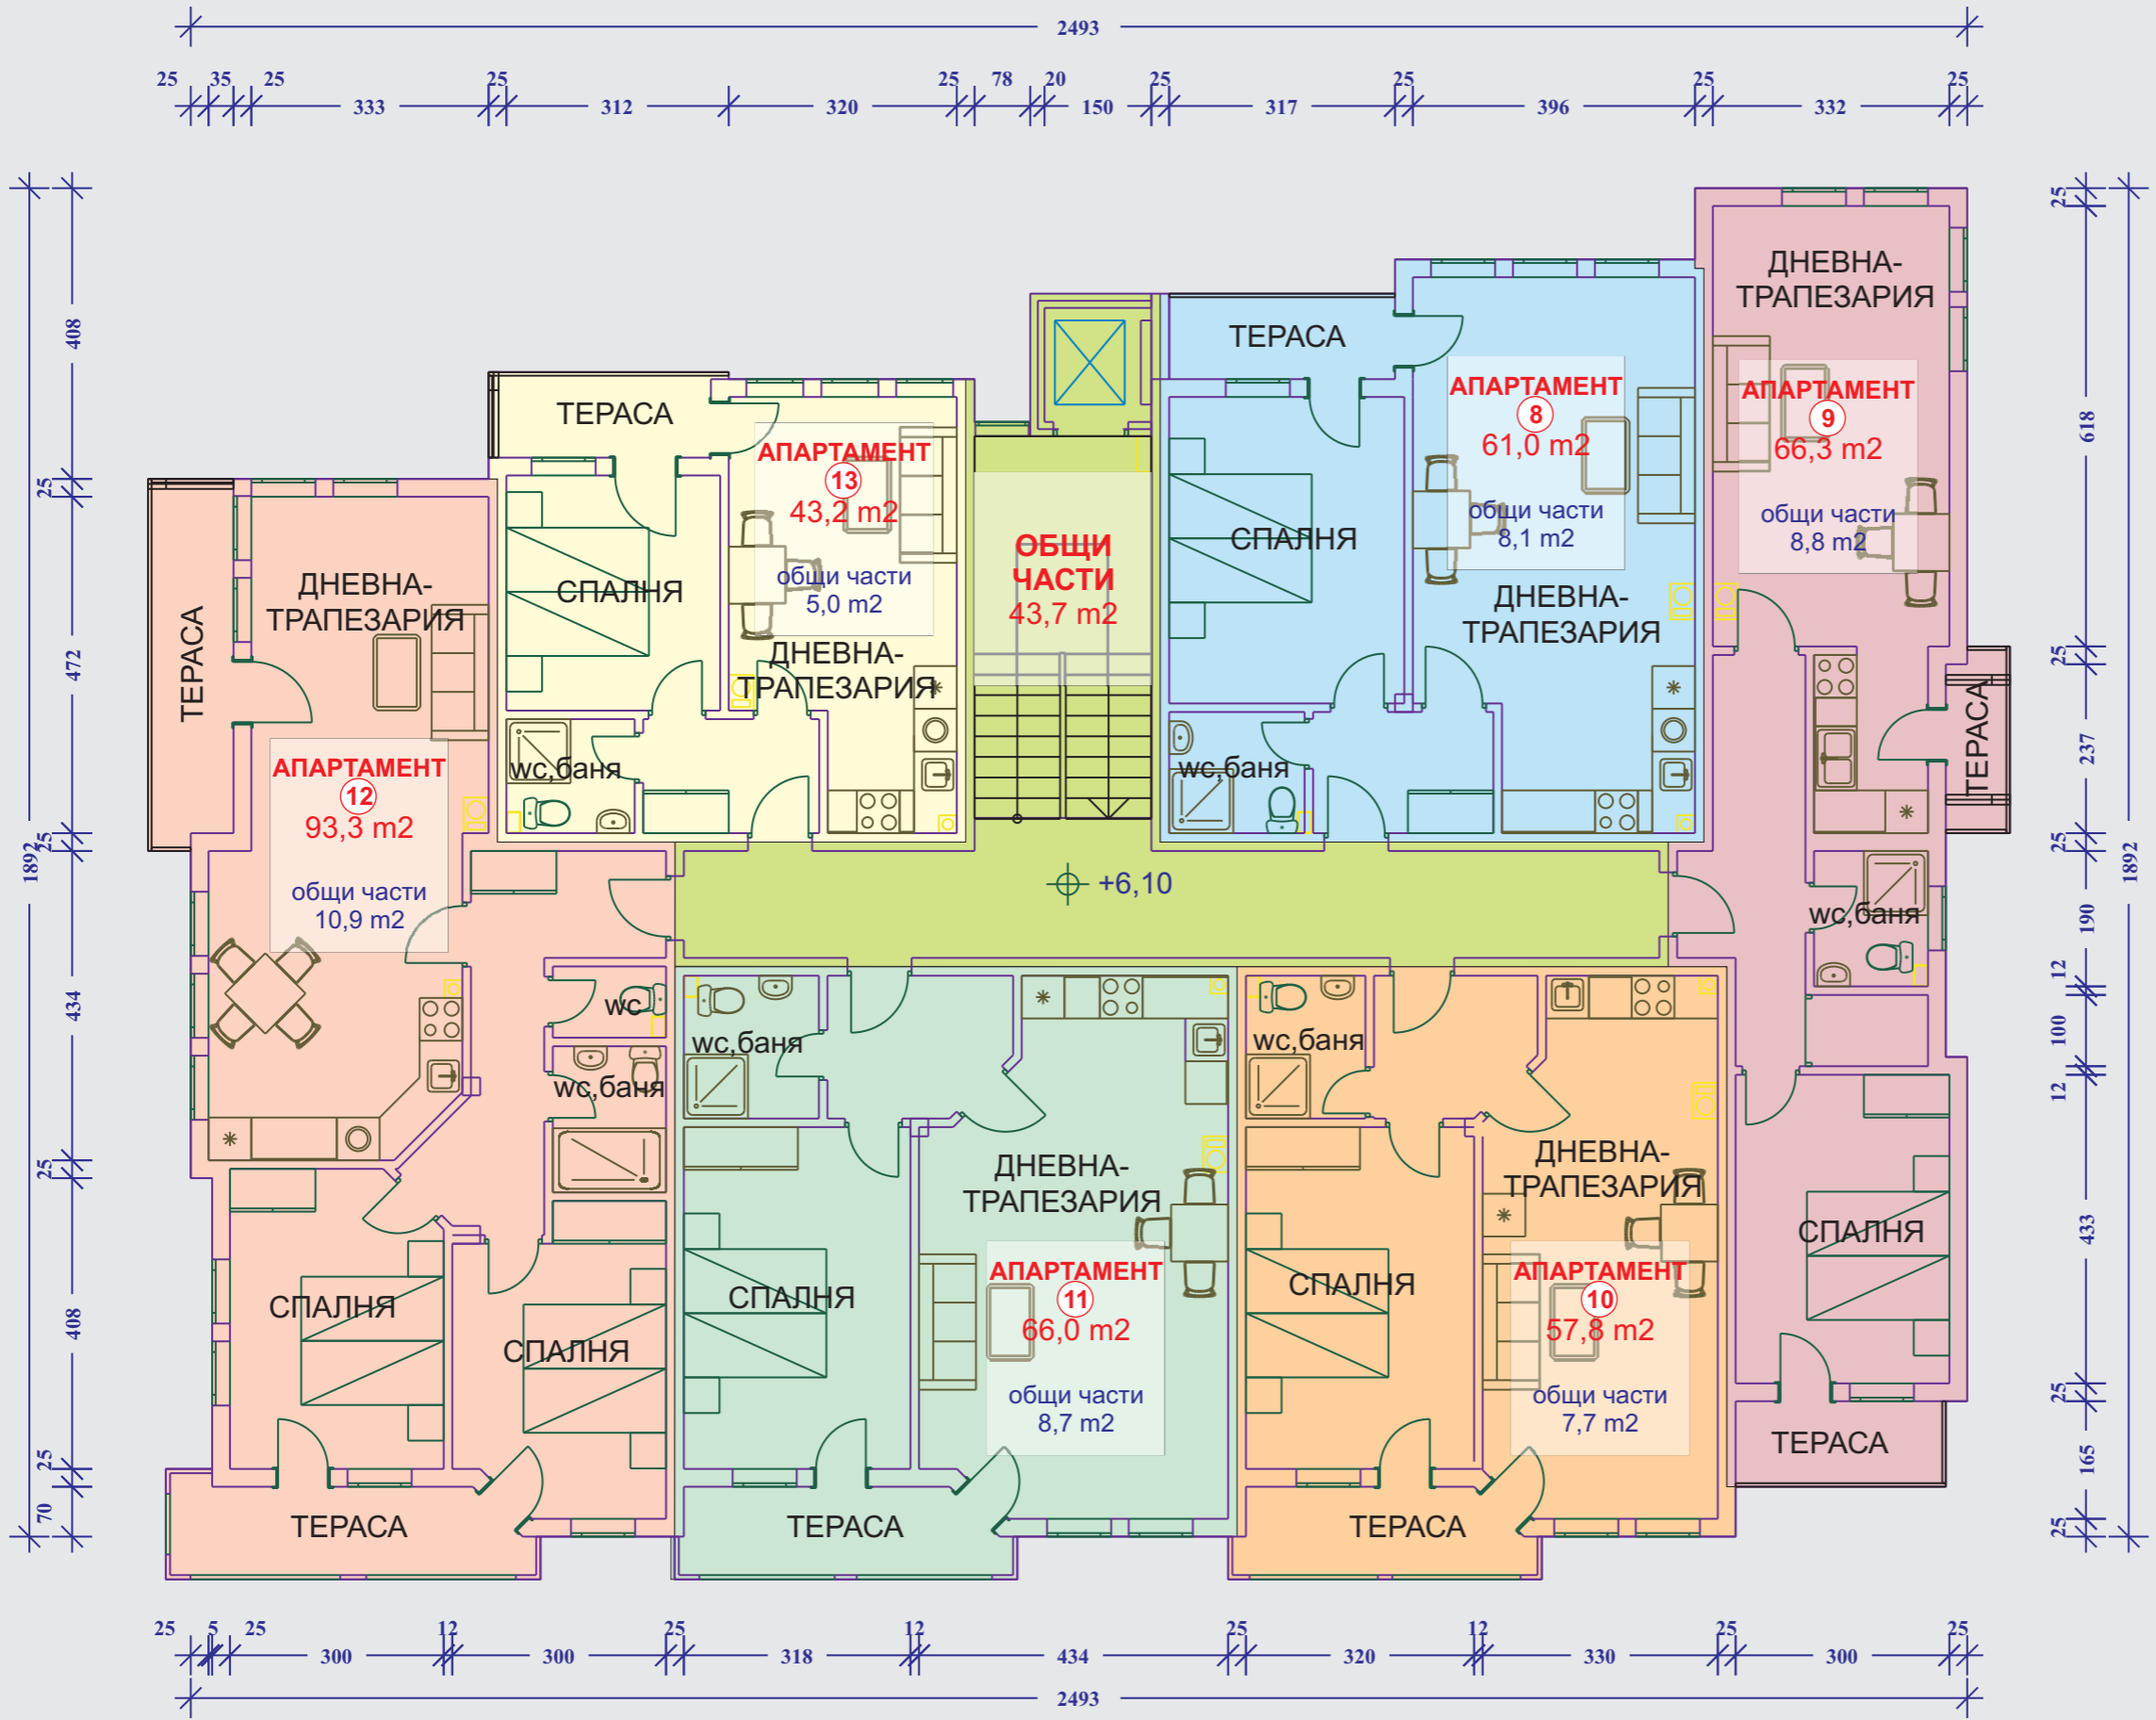 2493
25 35 25 333 25 312 320 25 78 20 150 25 317 25 396 25 332 25
1892
408
25
472
25
434
25
408
25
70
25
618
25
237
25
190
12
100
12
433
25
165
25
1892
ДНЕВНА-
ТРАПЕЗАРИЯ
АПАРТАМЕНТ
9
66,3 m2
общи части
8,8 m2
ТЕРАСА
wc,баня
СПАЛНЯ
ТЕРАСА
ТЕРАСА
АПАРТАМЕНТ
8
61,0 m2
общи части
8,1 m2
СПАЛНЯ
ДНЕВНА-
ТРАПЕЗАРИЯ
wc,баня
ОБЩИ
ЧАСТИ
43,7 m2
+6,10
ТЕРАСА
АПАРТАМЕНТ
13
43,2 m2
общи части
5,0 m2
СПАЛНЯ
ДНЕВНА-
ТРАПЕЗАРИЯ
wc,баня
ТЕРАСА
ДНЕВНА-
ТРАПЕЗАРИЯ
АПАРТАМЕНТ
12
93,3 m2
общи части
10,9 m2
wc
wc,баня
СПАЛНЯ
СПАЛНЯ
ТЕРАСА
wc,баня
ДНЕВНА-
ТРАПЕЗАРИЯ
СПАЛНЯ
АПАРТАМЕНТ
11
66,0 m2
общи части
8,7 m2
ТЕРАСА
wc,баня
ДНЕВНА-
ТРАПЕЗАРИЯ
СПАЛНЯ
АПАРТАМЕНТ
10
57,8 m2
общи части
7,7 m2
ТЕРАСА
25 5 25 300 12 300 25 318 12 434 25 320 12 330 25 300 25
2493